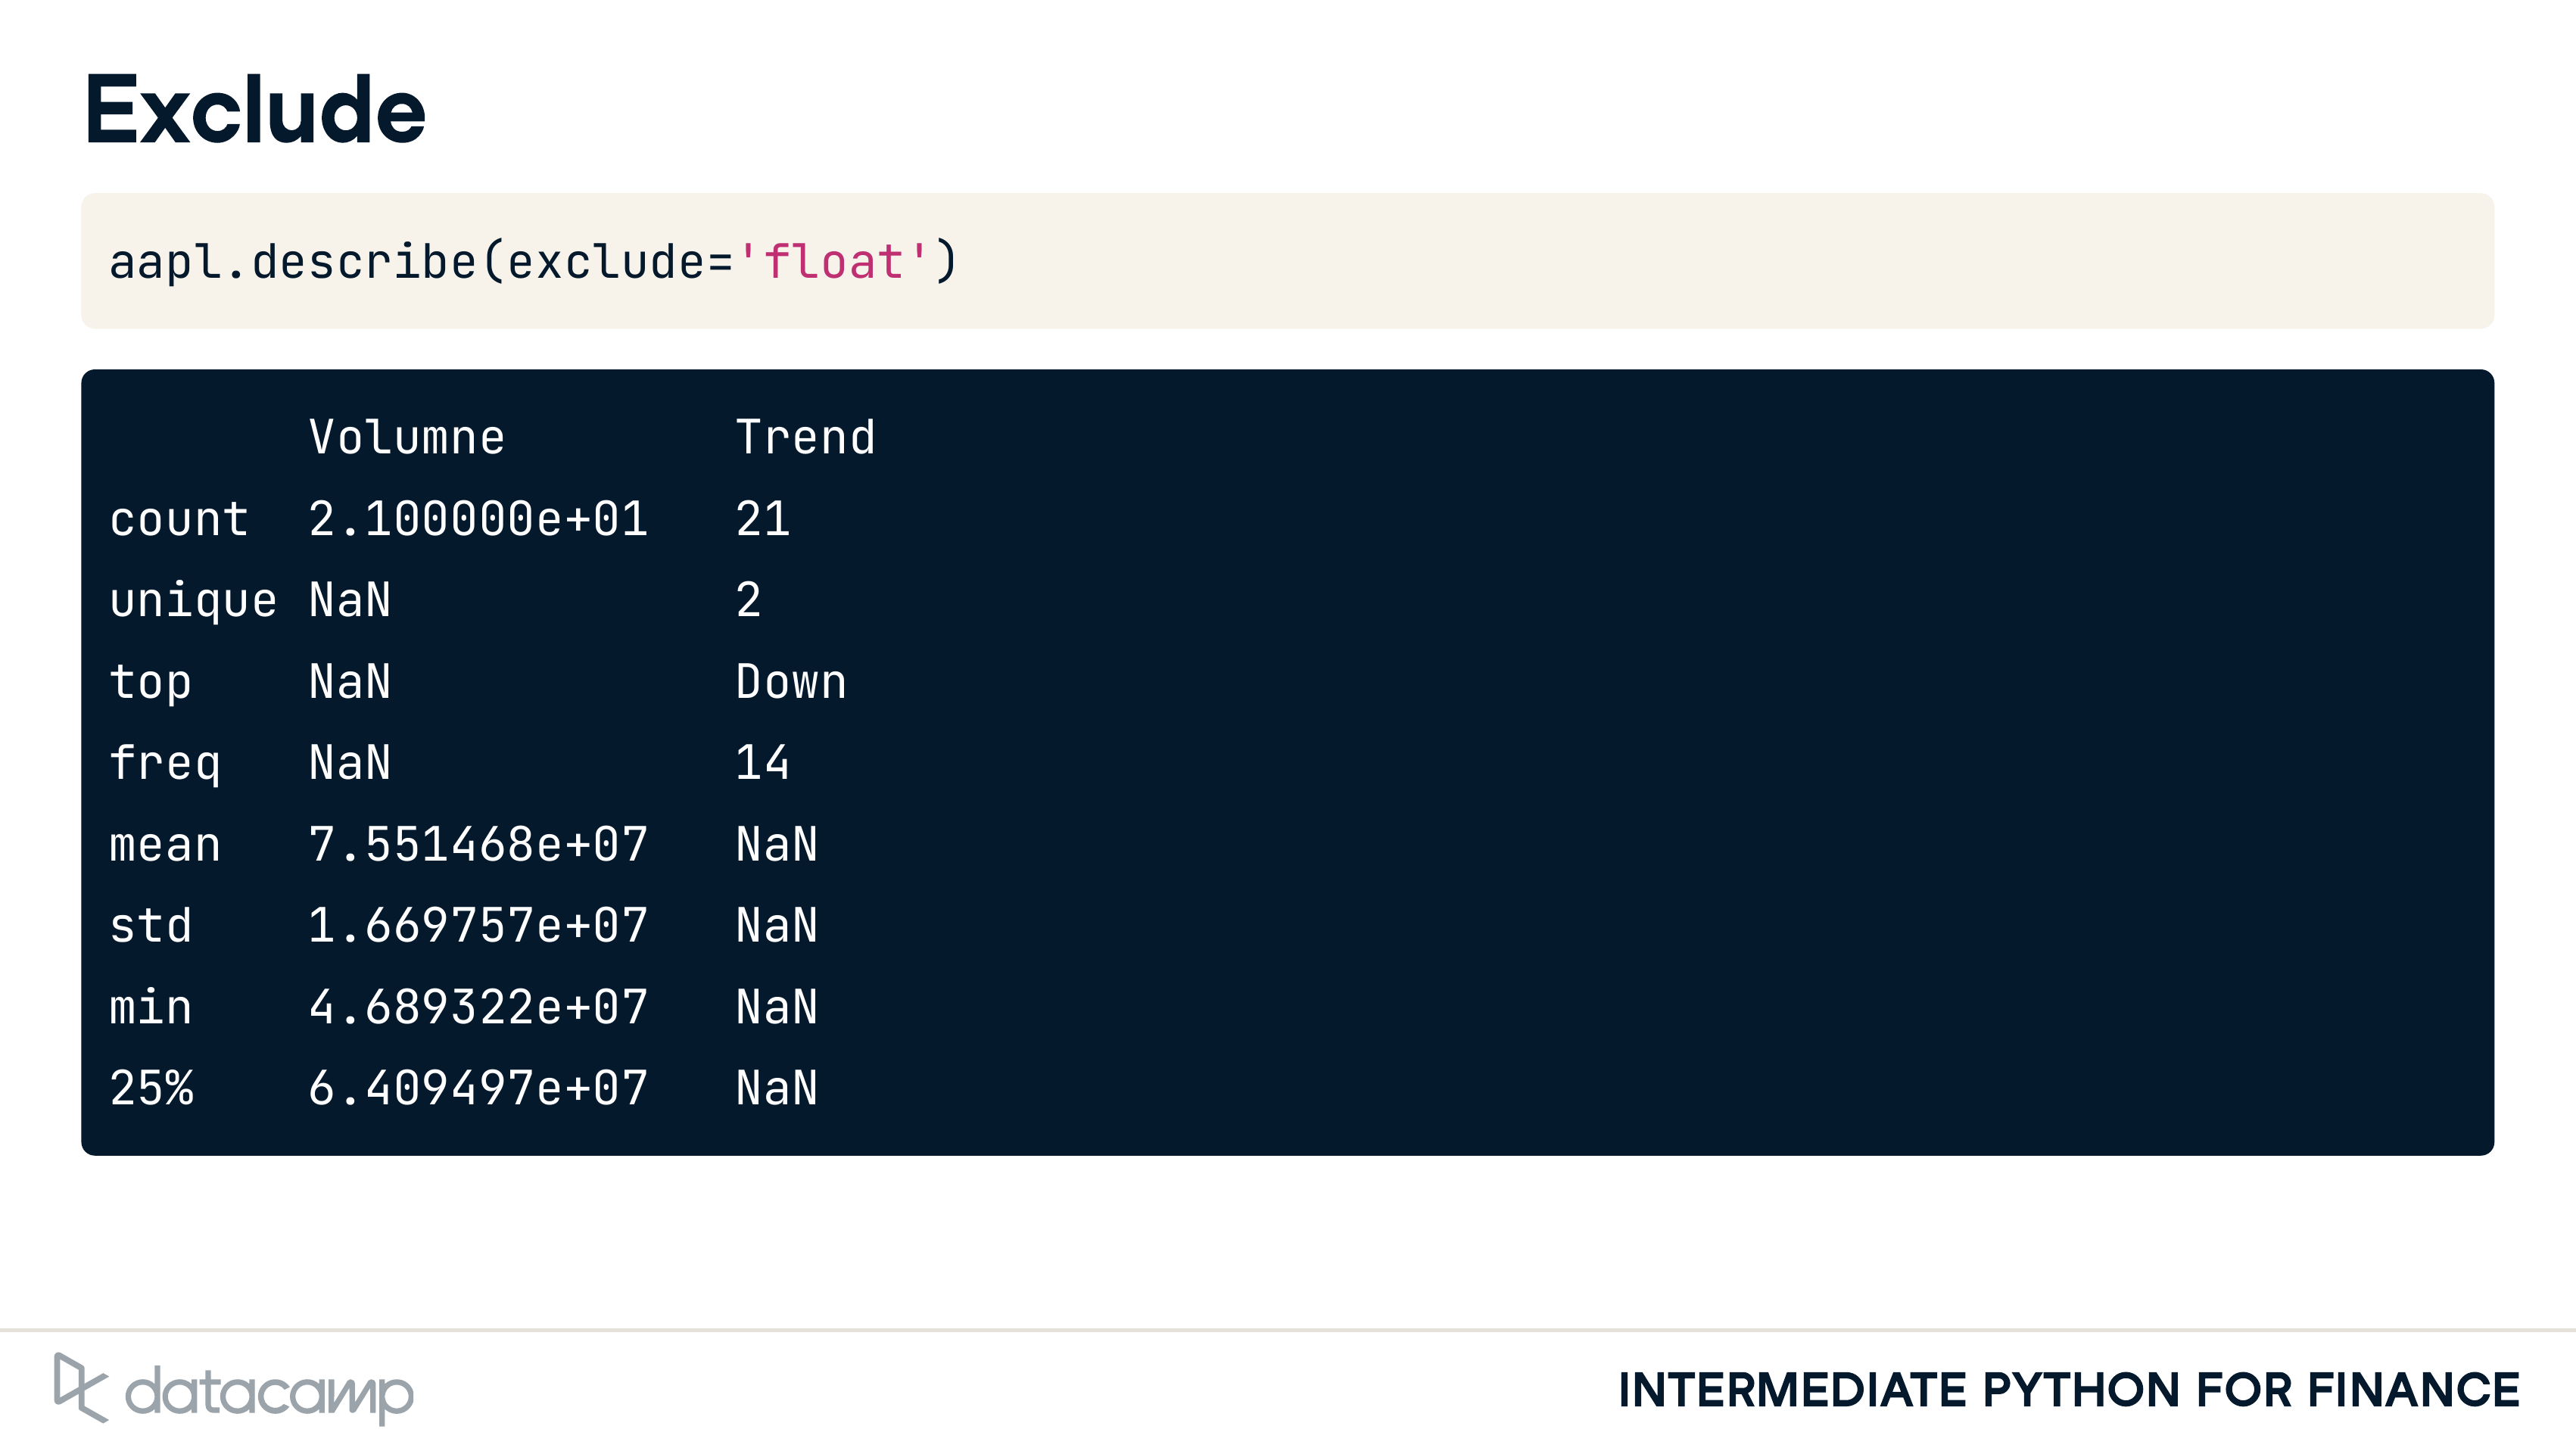 Exclude
aapl.describe(exclude='float')
Volumne Trend
count 2.100000e+01 21
unique NaN 2
top NaN Down
freq NaN 14
mean 7.551468e+07 NaN
std 1.669757e+07 NaN
min 4.689322e+07 NaN
25% 6.409497e+07 NaN
datacamp
INTERMEDIATE PYTHON FOR FINANCE